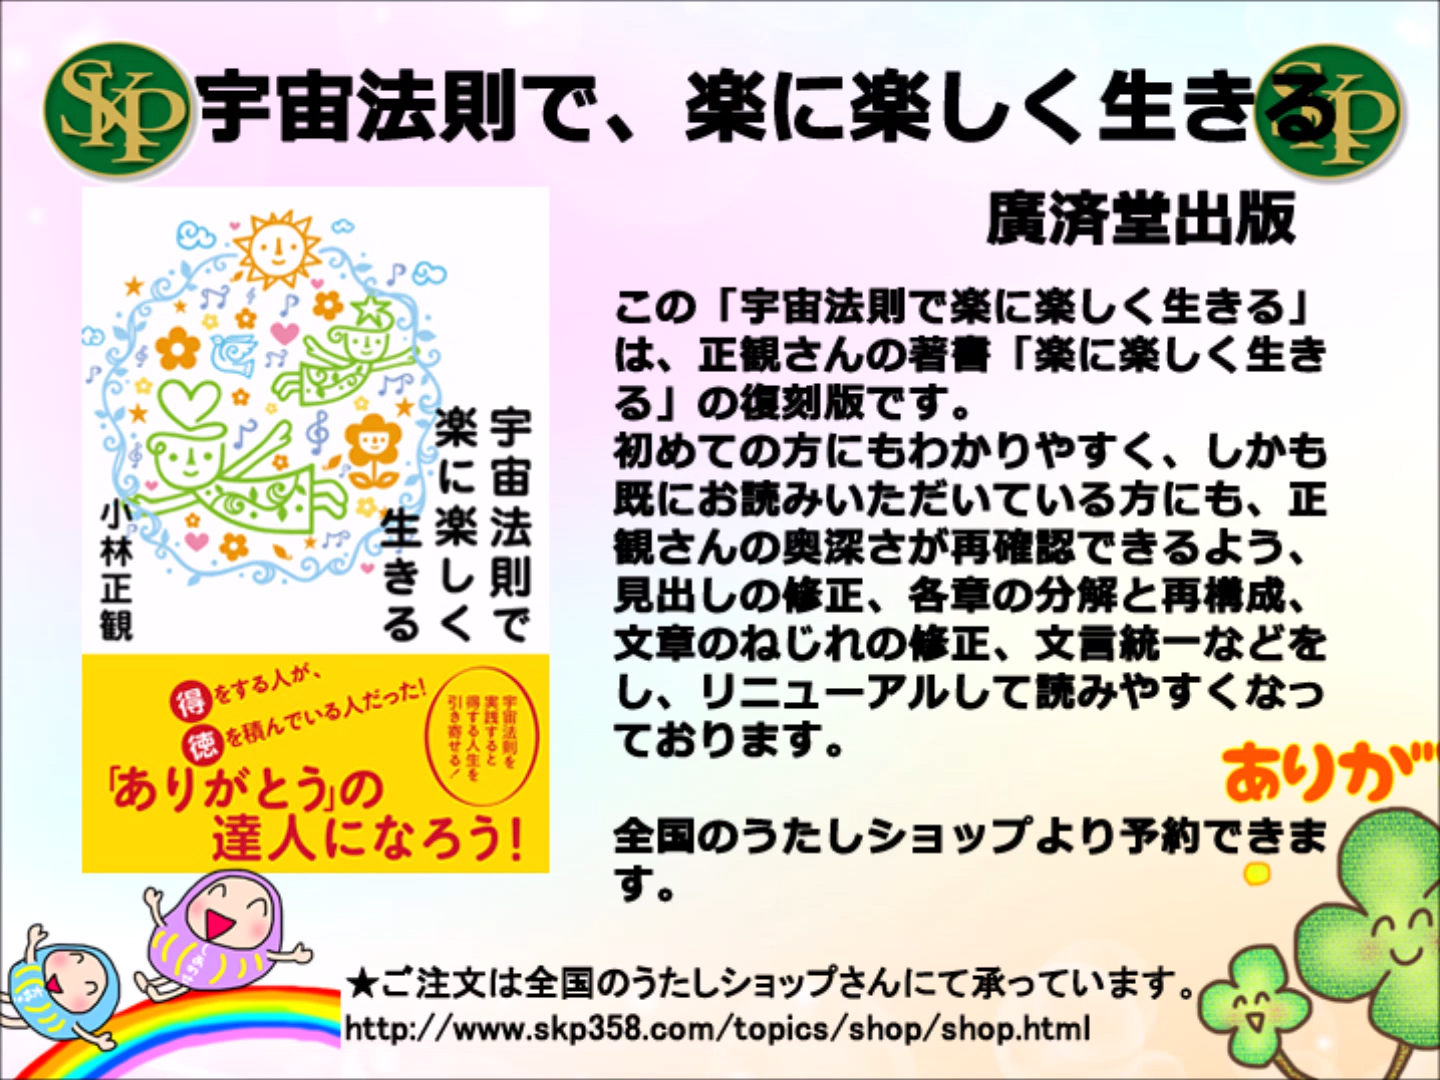 SKP
宇宙法則で、楽に楽しく生きる
SKP
廣済堂出版
宇宙法則で
楽に楽しく
生きる
小林正観
得をする人が、
徳を積んでいる人だった!
宇宙法則を
実践すると
得する人生を
引き寄せる!
「ありがとう」の
達人になろう!
この「宇宙法則で楽に楽しく生きる」
は、正観さんの著書「楽に楽しく生き
る」の復刻版です。
初めての方にもわかりやすく、しかも
既にお読みいただいている方にも、正
観さんの奥深さが再確認できるよう、
見出しの修正、各章の分解と再構成、
文章のねじれの修正、文言統一などを
し、リニューアルして読みやすくなっ
ております。
全国のうたしショップより予約できま
す。
ありが
★ご注文は全国のうたしショップさんにて承っています。
http://www.skp358.com/topics/shop/shop.html